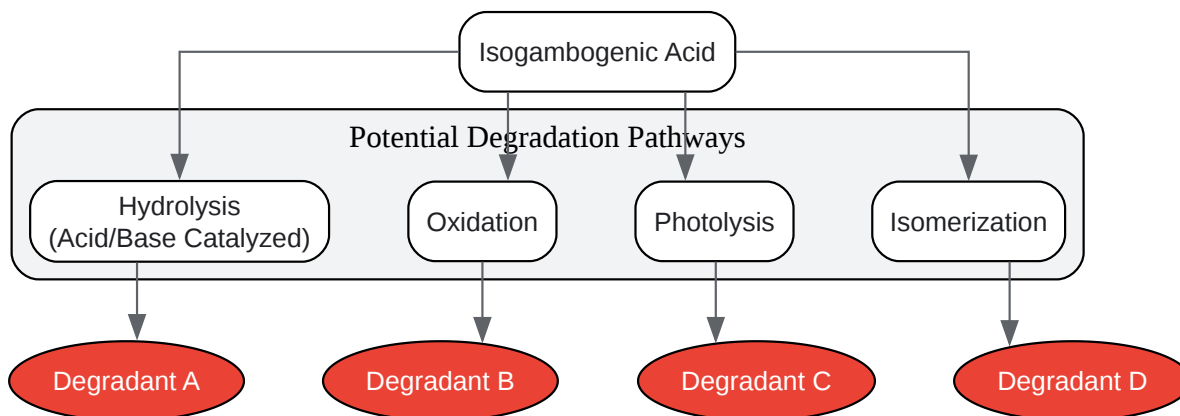 Isogambogenic Acid
Potential Degradation Pathways
Hydrolysis
(Acid/Base Catalyzed)
Oxidation
Photolysis
Isomerization
Degradant A
Degradant B
Degradant C
Degradant D